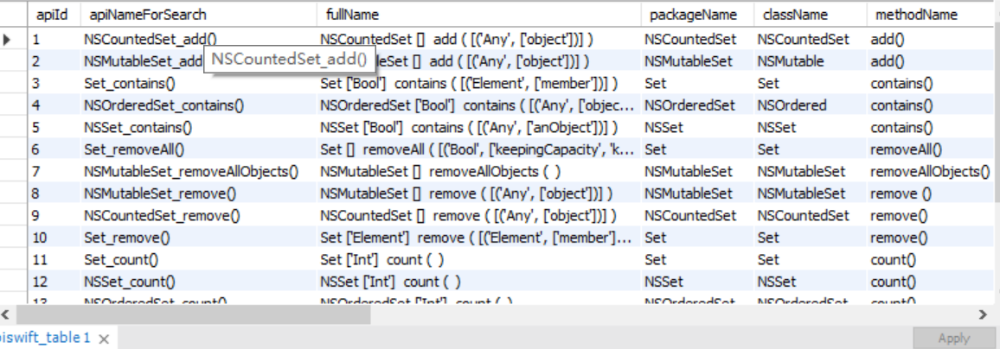 apiId apiNameForSearch fullName packageName className methodName
1 NSCountedSet_add() NSCountedSet [] add ( [('Any', ['object'])] ) NSCountedSet NSCountedSet add()
2 NSMutableSet_add NSCountedSet_add() leSet [] add ( [('Any', ['object'])] ) NSMutableSet NSMutable add()
3 Set_contains() Set ['Bool'] contains ( [('Element', ['member'])] ) Set Set contains()
4 NSOrderedSet_contains() NSOrderedSet ['Bool'] contains ( [('Any', ['objec... NSOrderedSet NSOrdered contains()
5 NSSet_contains() NSSet ['Bool'] contains ( [('Any', ['anObject'])] ) NSSet NSSet contains()
6 Set_removeAll() Set [] removeAll ( [('Bool', ['keepingCapacity', 'k... Set Set removeAll()
7 NSMutableSet_removeAllObjects() NSMutableSet [] removeAllObjects ( ) NSMutableSet NSMutableSet removeAllObjects()
8 NSMutableSet_remove() NSMutableSet [] remove ( [('Any', ['object'])] ) NSMutableSet NSMutableSet remove ()
9 NSCountedSet_remove() NSCountedSet [] remove ( [('Any', ['object'])] ) NSCountedSet NSCountedSet remove()
10 Set_remove() Set ['Element'] remove ( [('Element', ['member']... Set Set remove()
11 Set_count() Set ['Int'] count ( ) Set Set count()
12 NSSet_count() NSSet ['Int'] count ( ) NSSet NSSet count()
13 NSOrderedSet_count() NSOrderedSet ['Int'] count ( ) NSOrderedSet NSOrderedSet count()
piswift_table 1 ×
Apply